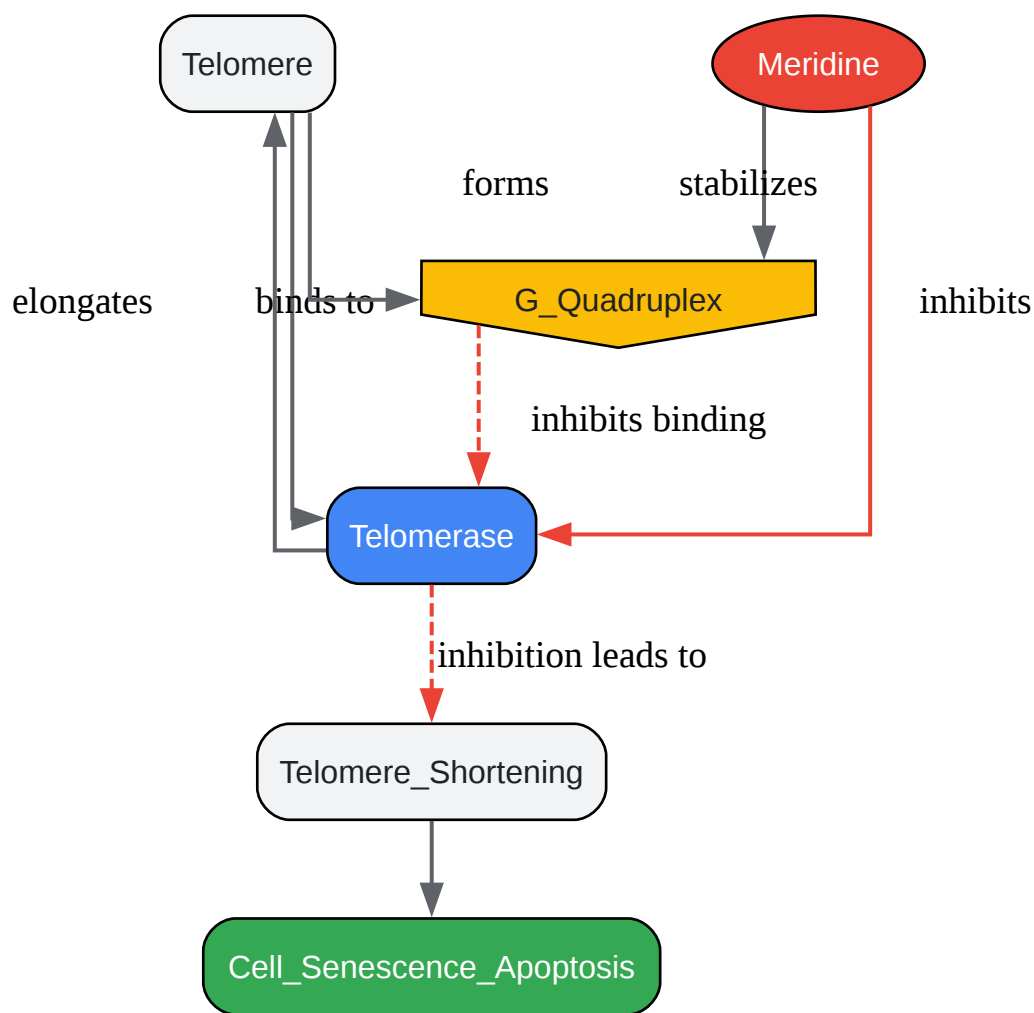 Telomere
Meridine
forms
stabilizes
elongates
binds to
G_Quadruplex
inhibits
inhibits binding
Telomerase
inhibition leads to
Telomere_Shortening
Cell_Senescence_Apoptosis